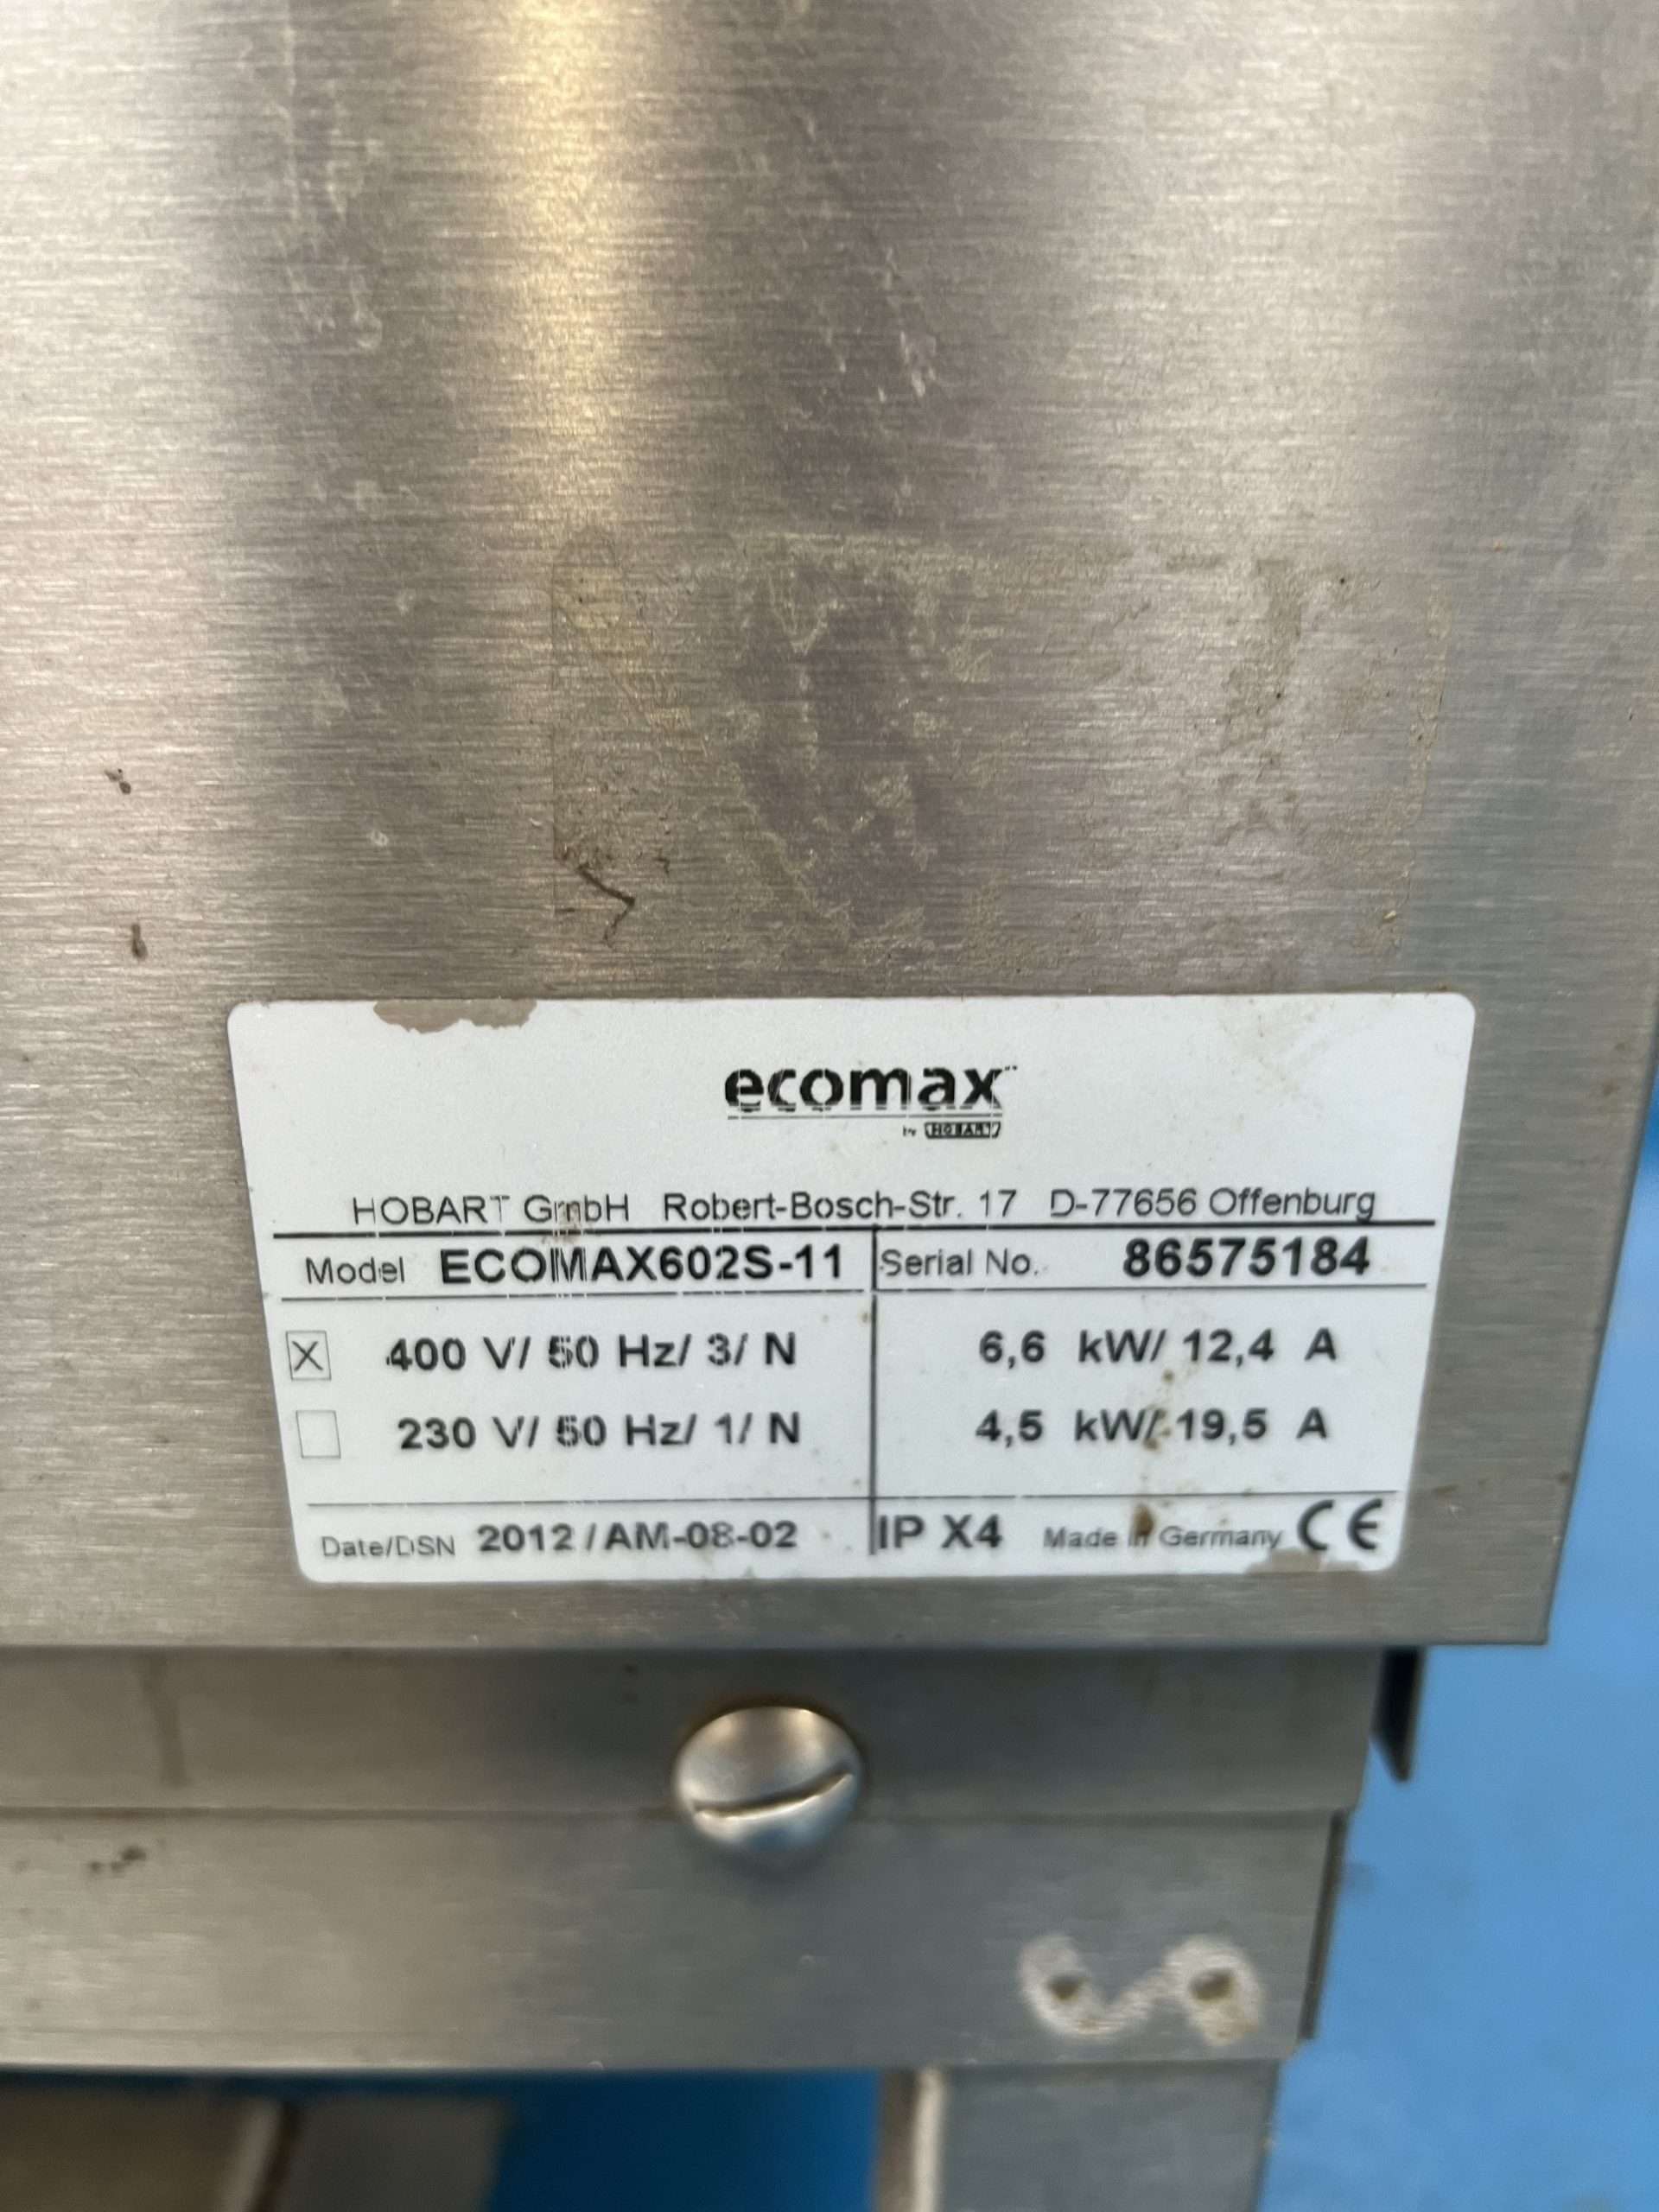 ecomax™
by HOBART
HOBART GmbH Robert-Bosch-Str. 17 D-77656 Offenburg
Model ECOMAX602S-11 Serial No. 86575184
X 400 V/ 50 Hz/ 3/ N 6,6 kW/ 12,4 A
230 V/ 50 Hz/ 1/ N 4,5 kW/ 19,5 A
Date/DSN 2012/AM-08-02 IP X4 Made in Germany CE